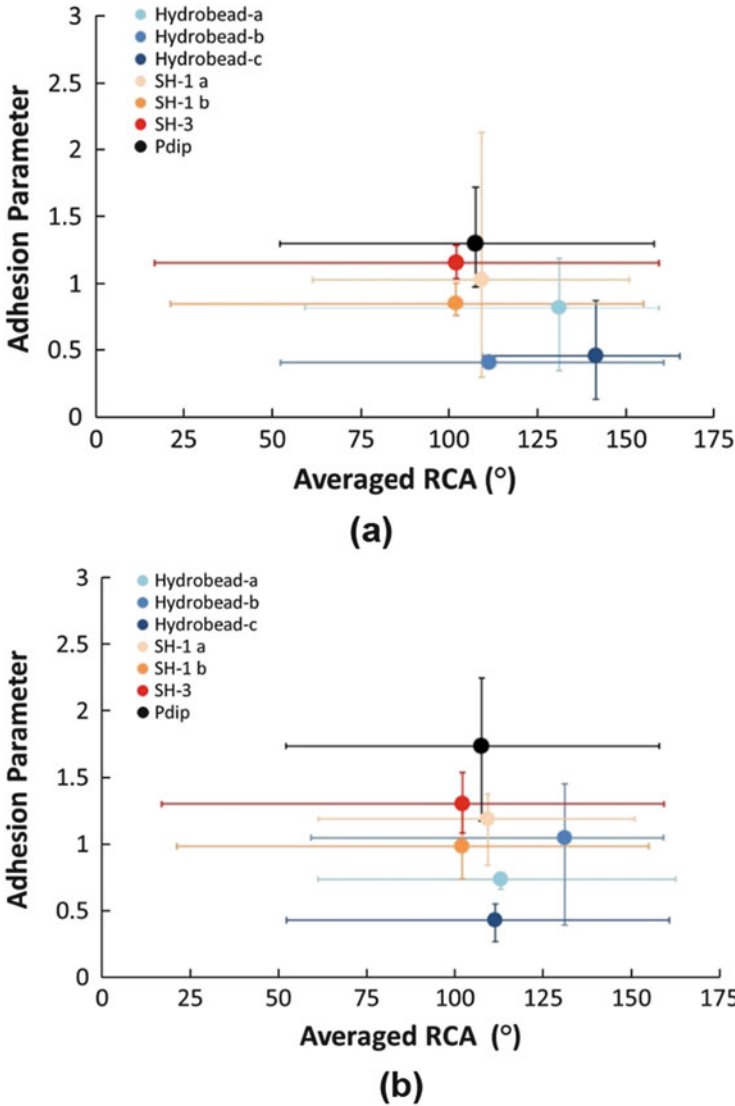 3
Hydrobead-a
Hydrobead-b
2.5
Hydrobead-c
SH-1 a
SH-1 b
2
SH-3
Pdip
1.5
1
0.5
0
Adhesion Parameter
0 25 50 75 100 125 150 175
Averaged RCA (°)
(a)
3
Hydrobead-a
Hydrobead-b
2.5
Hydrobead-c
SH-1 a
SH-1 b
2
SH-3
Pdip
1.5
1
0.5
0
Adhesion Parameter
0 25 50 75 100 125 150 175
Averaged RCA (°)
(b)